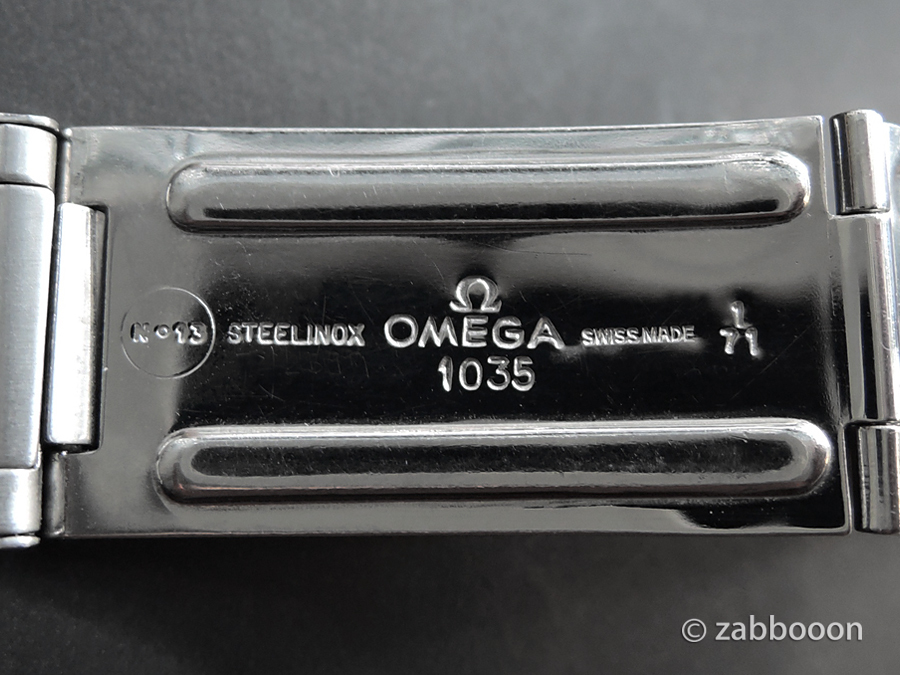 Ω
N○13 STEELINOX OMEGA SWISS MADE 1/71
1035
© zabbooon